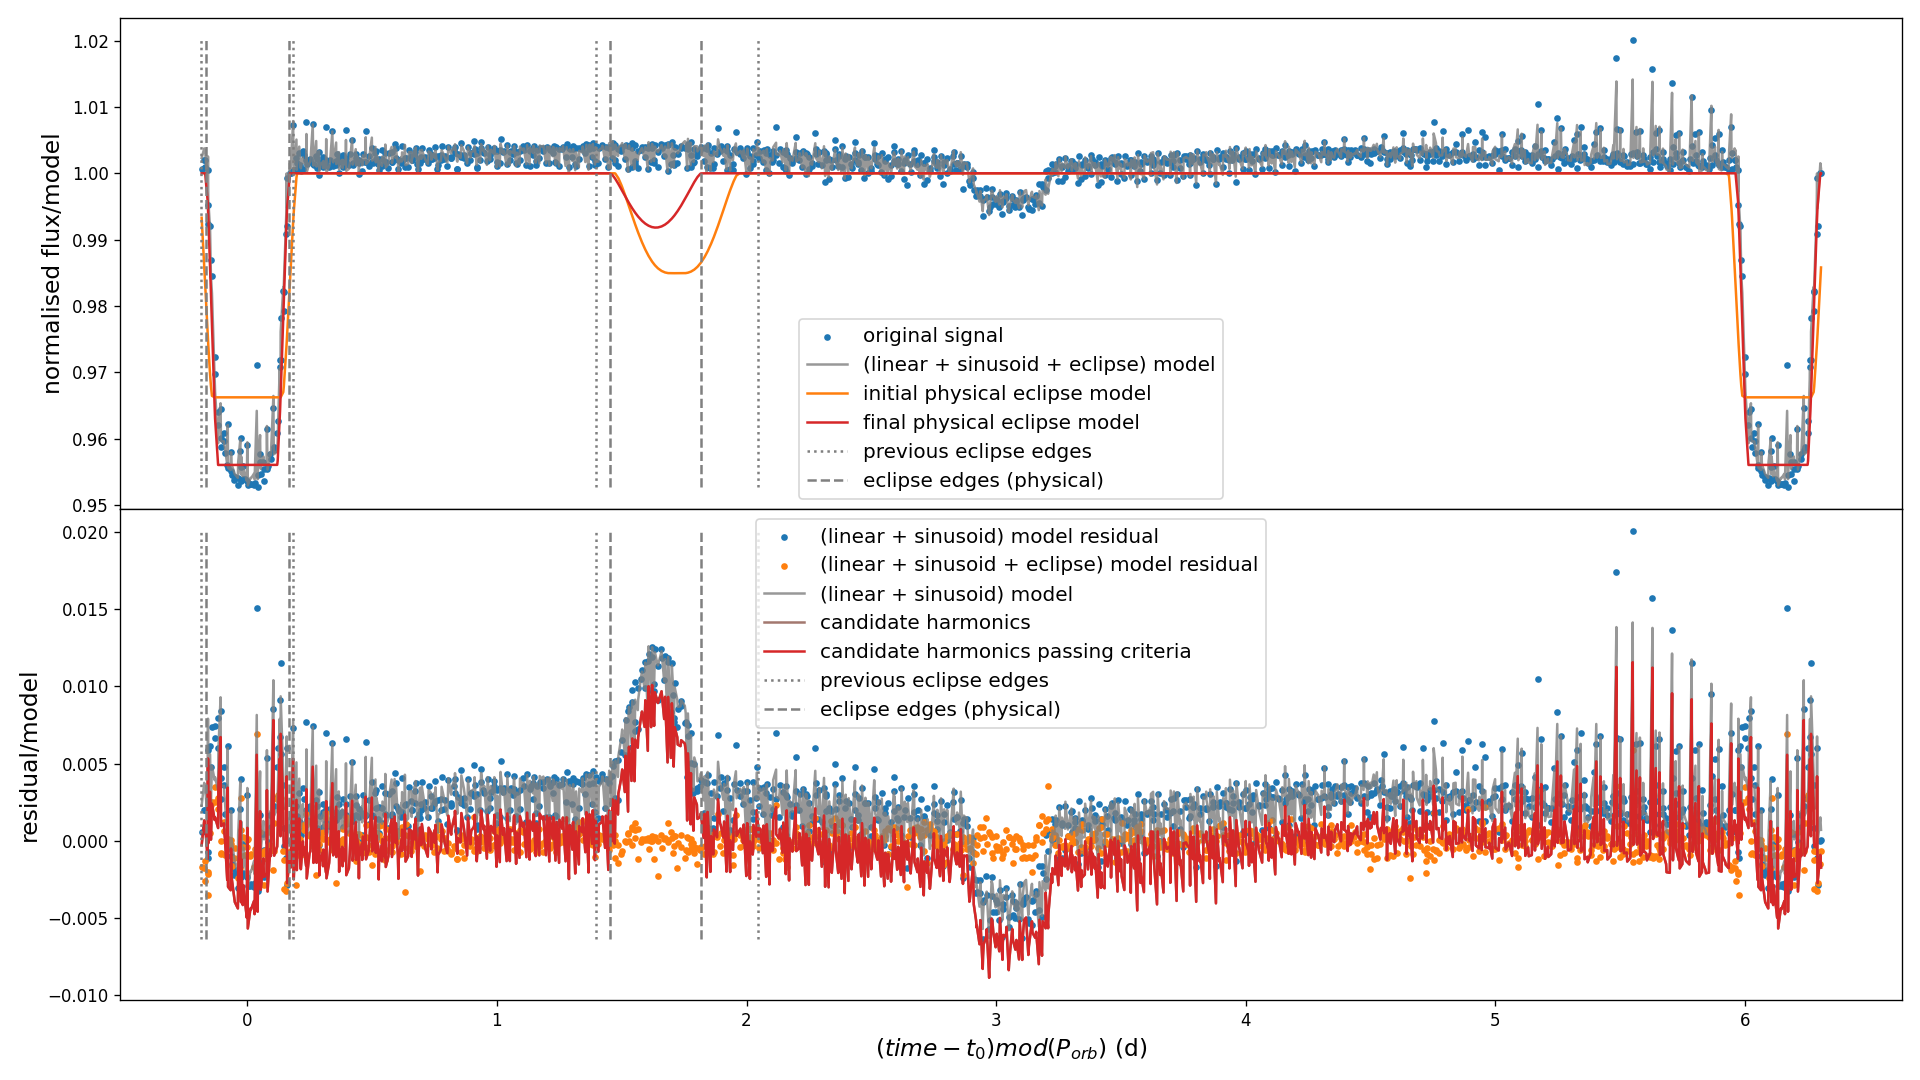 normalised flux/model
1.02
1.01
1.00
0.99
0.98
0.97
0.96
0.95
original signal
(linear + sinusoid + eclipse) model
initial physical eclipse model
final physical eclipse model
previous eclipse edges
eclipse edges (physical)
residual/model
0.020
0.015
0.010
0.005
0.000
−0.005
−0.010
(linear + sinusoid) model residual
(linear + sinusoid + eclipse) model residual
(linear + sinusoid) model
candidate harmonics
candidate harmonics passing criteria
previous eclipse edges
eclipse edges (physical)
0 1 2 3 4 5 6
(time − t₀)mod(P_orb) (d)